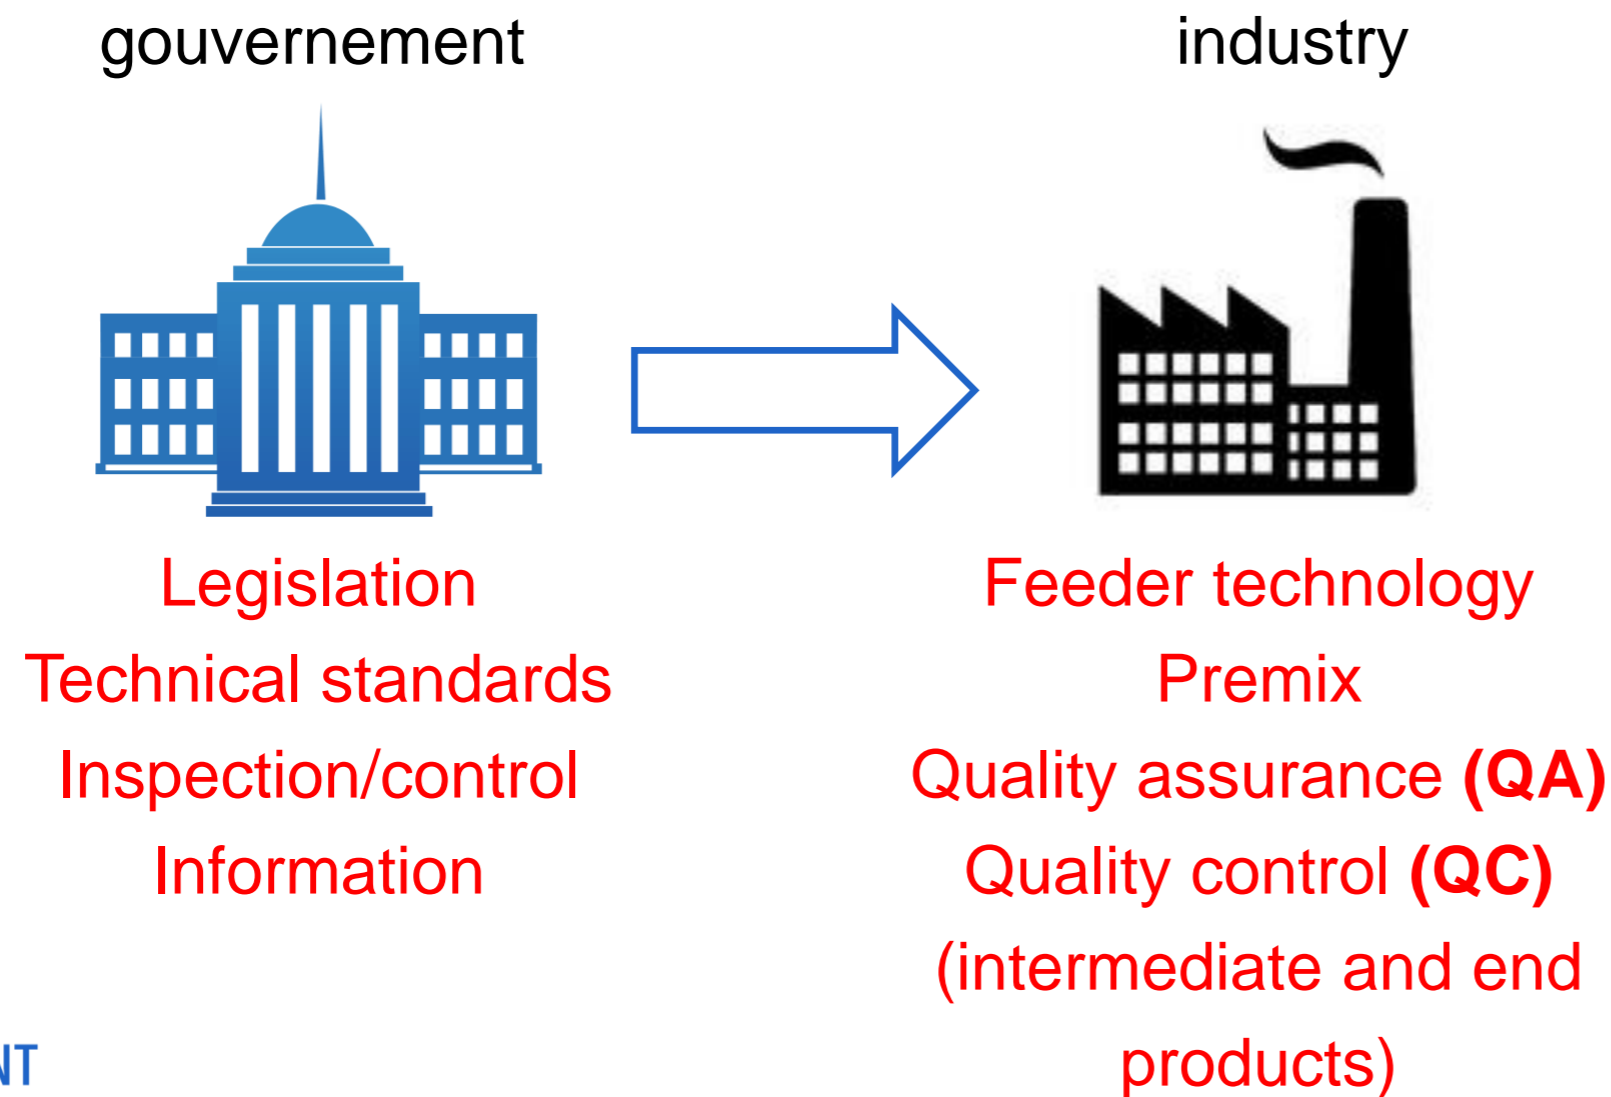 gouvernement
industry
Legislation
Technical standards
Inspection/control
Information
Feeder technology
Premix
Quality assurance (QA)
Quality control (QC)
(intermediate and end
products)
NT